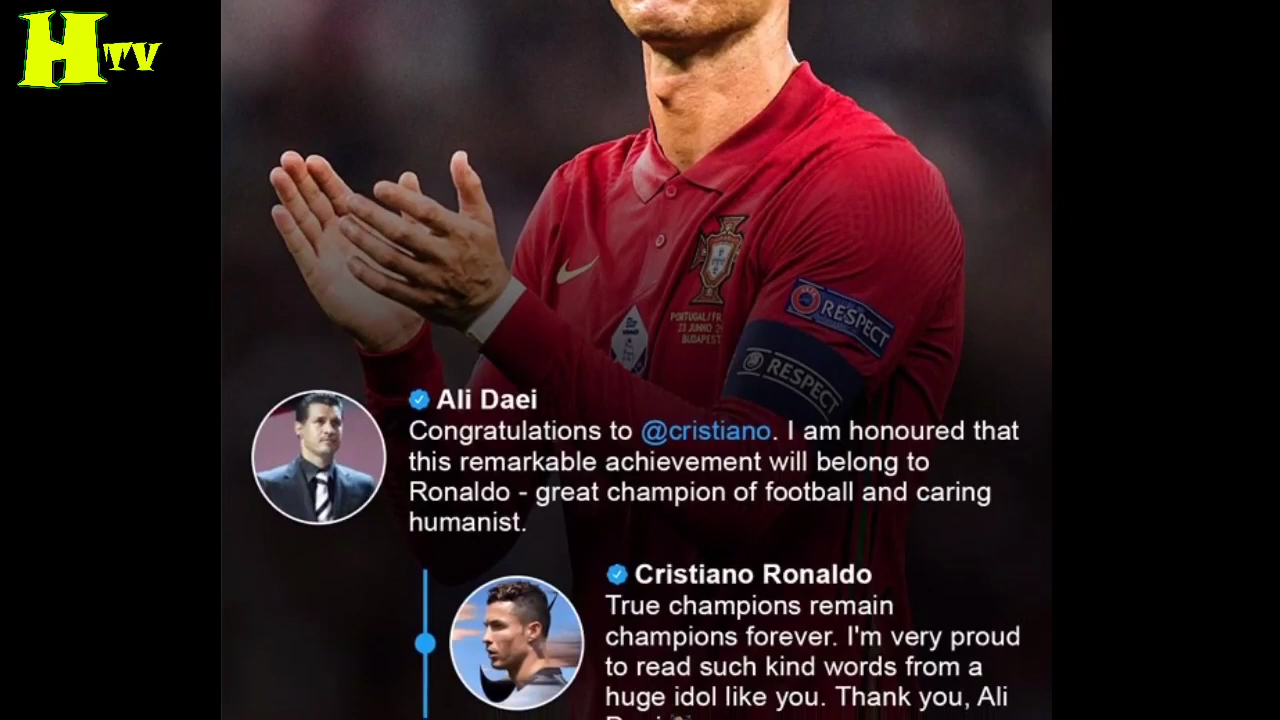 HTV
PORTUGAL/FR
23 JUNHO 2
BUDAPEST
RESPECT
RESPECT
Ali Daei
Congratulations to @cristiano. I am honoured that
this remarkable achievement will belong to
Ronaldo - great champion of football and caring
humanist.
Cristiano Ronaldo
True champions remain
champions forever. I'm very proud
to read such kind words from a
huge idol like you. Thank you, Ali